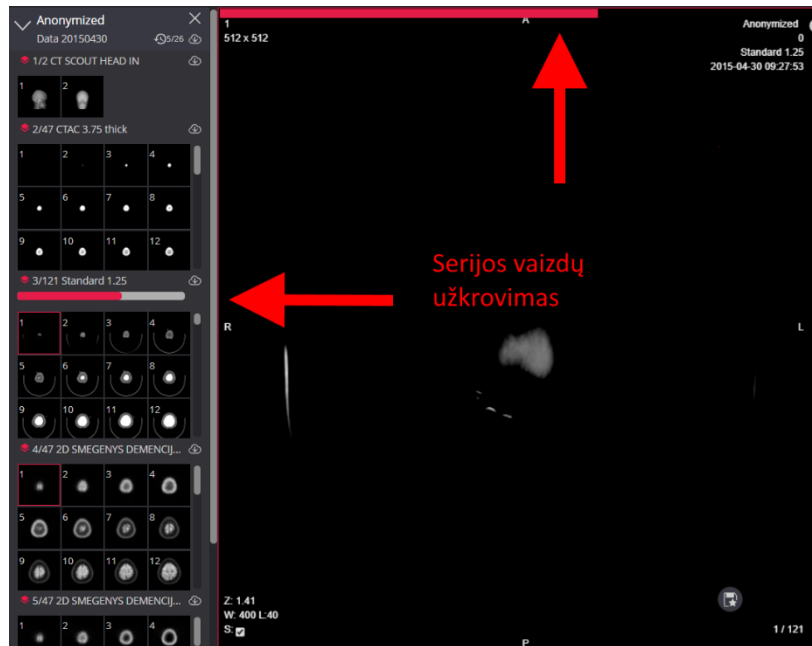 Anonymized
Data 20150430
5/26
1/2 CT SCOUT HEAD IN
1 2
2/47 CTAC 3.75 thick
1 2 3 4
5 6 7 8
9 10 11 12
3/121 Standard 1.25
1 2 3 4
5 6 7 8
9 10 11 12
4/47 2D SMEGENYS DEMENCIJ...
1 2 3 4
5 6 7 8
9 10 11 12
5/47 2D SMEGENYS DEMENCIJ...
1 2 3 4
1
512 x 512
A
Anonymized
0
Standard 1.25
2015-04-30 09:27:53
Serijos vaizdų
užkrovimas
R
L
Z: 1.41
W: 400 L:40
S:
P
1 / 121